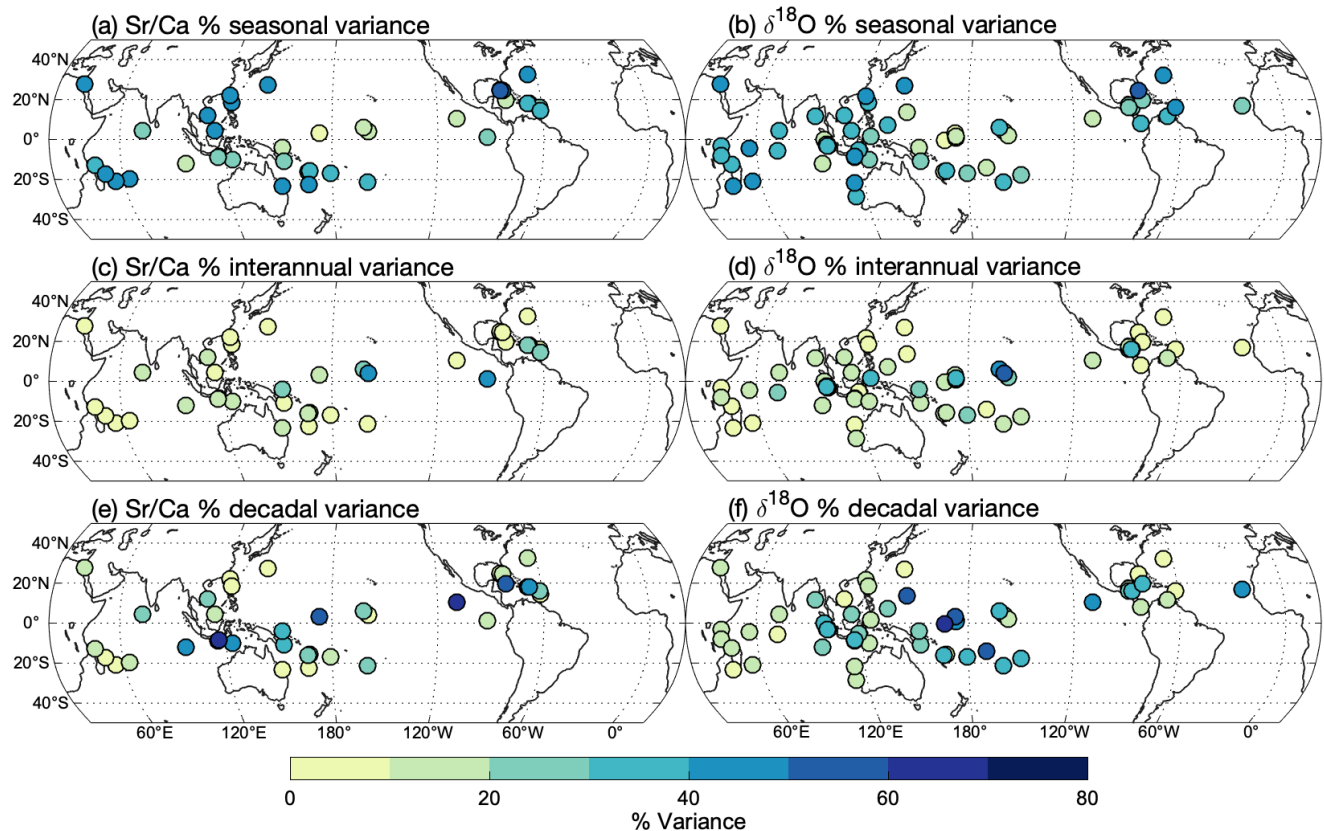 (a) Sr/Ca % seasonal variance
(b) δ¹⁸O % seasonal variance
40°N
20°N
0°
20°S
40°S
(c) Sr/Ca % interannual variance
(d) δ¹⁸O % interannual variance
40°N
20°N
0°
20°S
40°S
(e) Sr/Ca % decadal variance
(f) δ¹⁸O % decadal variance
40°N
20°N
0°
20°S
40°S
60°E 120°E 180° 120°W 60°W 0° 60°E 120°E 180° 120°W 60°W 0°
0 20 40 60 80
% Variance